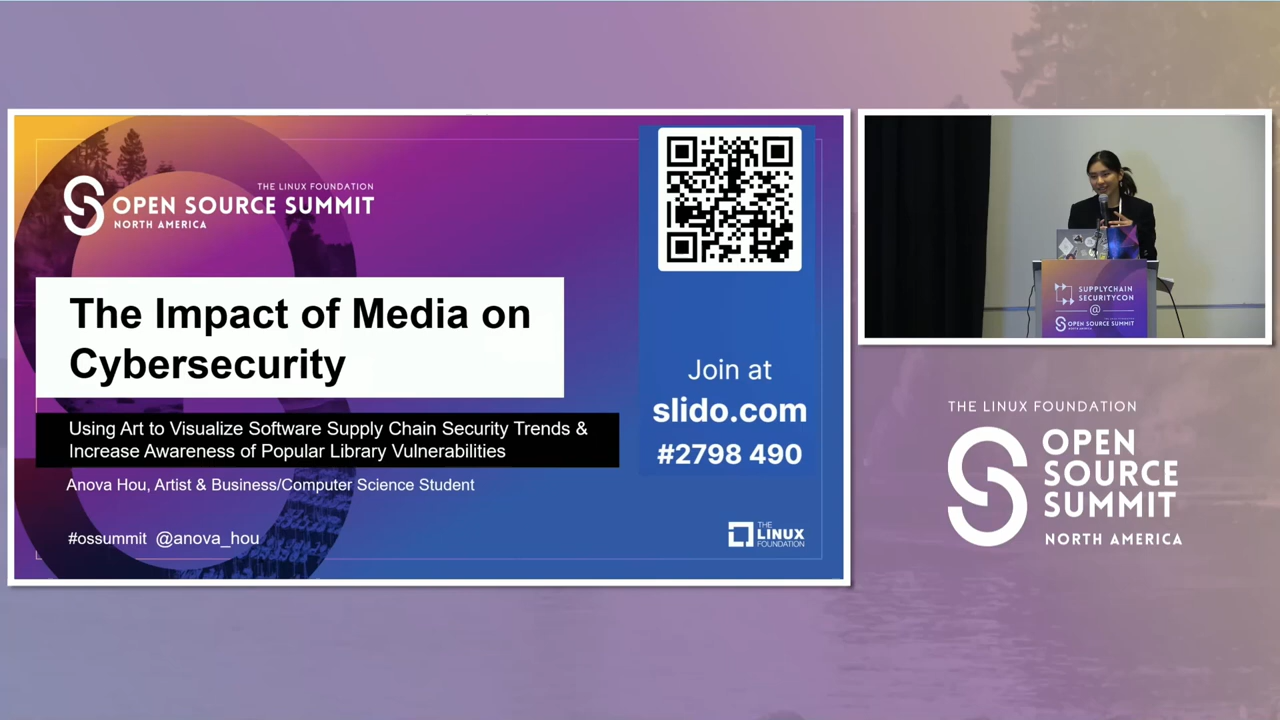 THE LINUX FOUNDATION
OPEN SOURCE SUMMIT
NORTH AMERICA
The Impact of Media on
Cybersecurity
Using Art to Visualize Software Supply Chain Security Trends &
Increase Awareness of Popular Library Vulnerabilities
Anova Hou, Artist & Business/Computer Science Student
#ossummit @anova_hou
Join at
slido.com
#2798 490
THE
LINUX
FOUNDATION
SUPPLYCHAIN
SECURITYCON
@
OPEN SOURCE SUMMIT
THE LINUX FOUNDATION
OPEN
SOURCE
SUMMIT
NORTH AMERICA